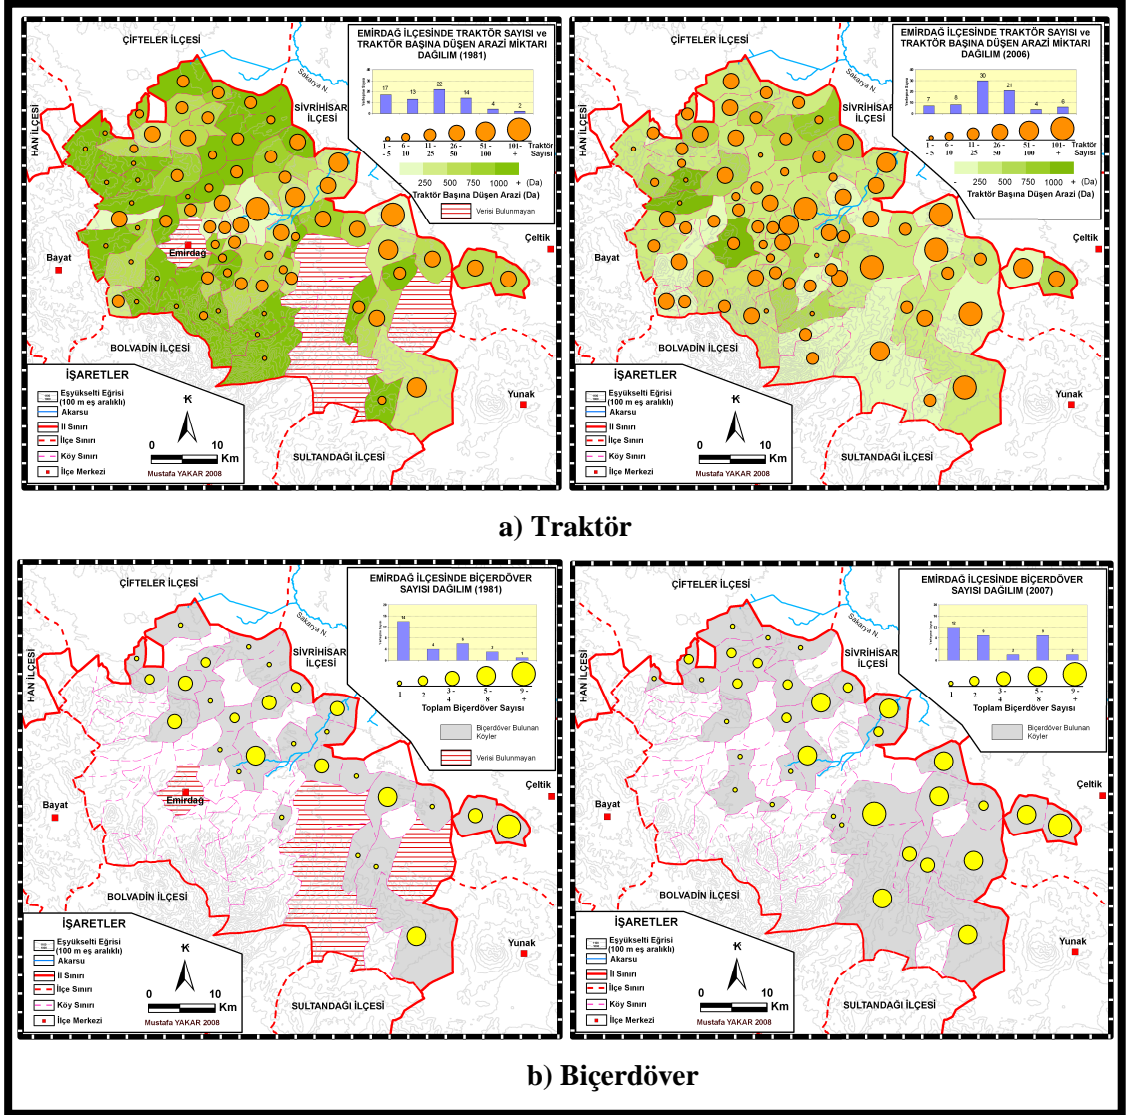 ÇİFTELER İLÇESİ
HAN İLÇESİ
SİVRİHİSAR
İLÇESİ
Sakarya N.
Bayat
Emirdağ
Çeltik
Yunak
BOLVADİN İLÇESİ
SULTANDAĞI İLÇESİ
EMİRDAĞ İLÇESİNDE TRAKTÖR SAYISI ve
TRAKTÖR BAŞINA DÜŞEN ARAZİ MİKTARI
DAĞILIM (1981)
17 13 22 14 4 2
1 - 6 - 11 26 - 51 - 101- Traktör
- 5 10 25 50 100 + Sayısı
- 250 500 750 1000 + (Da)
Traktör Başına Düşen Arazi (Da)
Verisi Bulunmayan
İŞARETLER
Eşyükselti Eğrisi
(100 m eş aralıklı)
Akarsu
İl Sınırı
İlçe Sınırı
Köy Sınırı
İlçe Merkezi
K
0 10
Km
Mustafa YAKAR 2008
ÇİFTELER İLÇESİ
HAN İLÇESİ
SİVRİHİSAR
İLÇESİ
Sakarya N.
Bayat
Çeltik
Yunak
BOLVADİN İLÇESİ
SULTANDAĞI İLÇESİ
EMİRDAĞ İLÇESİNDE TRAKTÖR SAYISI ve
TRAKTÖR BAŞINA DÜŞEN ARAZİ MİKTARI
DAĞILIM (2006)
7 8 30 21 4 6
1 - 6 - 11 26 - 51 - 101- Traktör
- 5 10 25 50 100 + Sayısı
- 250 500 750 1000 + (Da)
Traktör Başına Düşen Arazi (Da)
İŞARETLER
Eşyükselti Eğrisi
(100 m eş aralıklı)
Akarsu
İl Sınırı
İlçe Sınırı
Köy Sınırı
İlçe Merkezi
K
0 10
Km
Mustafa YAKAR 2008
a) Traktör
ÇİFTELER İLÇESİ
HAN İLÇESİ
SİVRİHİSAR
İLÇESİ
Sakarya N.
Bayat
Emirdağ
Çeltik
Yunak
BOLVADİN İLÇESİ
SULTANDAĞI İLÇESİ
EMİRDAĞ İLÇESİNDE BİÇERDÖVER
SAYISI DAĞILIM (1981)
1 2 3 - 5 - 9 -
4 8 +
Toplam Biçerdöver Sayısı
Biçerdöver Bulunan
Köyler
Verisi Bulunmayan
İŞARETLER
Eşyükselti Eğrisi
(100 m eş aralıklı)
Akarsu
İl Sınırı
İlçe Sınırı
Köy Sınırı
İlçe Merkezi
K
0 10
Km
Mustafa YAKAR 2008
ÇİFTELER İLÇESİ
HAN İLÇESİ
SİVRİHİSAR
İLÇESİ
Sakarya N.
Bayat
Çeltik
Yunak
BOLVADİN İLÇESİ
SULTANDAĞI İLÇESİ
EMİRDAĞ İLÇESİNDE BİÇERDÖVER
SAYISI DAĞILIM (2007)
1 2 3 - 5 - 9 -
4 8 +
Toplam Biçerdöver Sayısı
Biçerdöver Bulunan
Köyler
İŞARETLER
Eşyükselti Eğrisi
(100 m eş aralıklı)
Akarsu
İl Sınırı
İlçe Sınırı
Köy Sınırı
İlçe Merkezi
K
0 10
Km
Mustafa YAKAR 2008
b) Biçerdöver